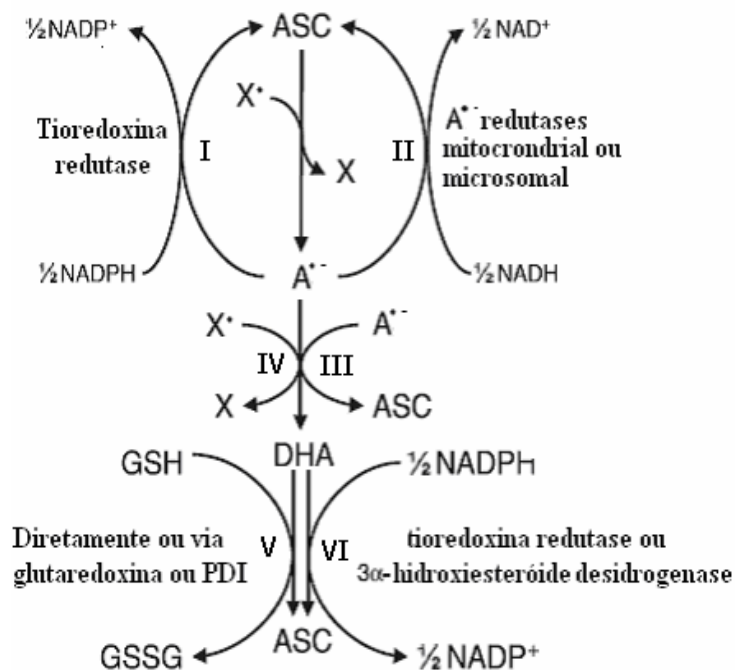 ½NADP⁺ ASC ½NAD⁺
X•
Tioredoxina
redutase
I
II
A•⁻ redutases
mitocrondrial ou
microsomal
X
½NADPH A•⁻ ½NADH
X• A•⁻
IV III
X ASC
GSH DHA ½NADPH
Diretamente ou via
glutaredoxina ou PDI
V VI
tioredoxina redutase ou
3α-hidroxiesteróide desidrogenase
GSSG ASC ½NADP⁺